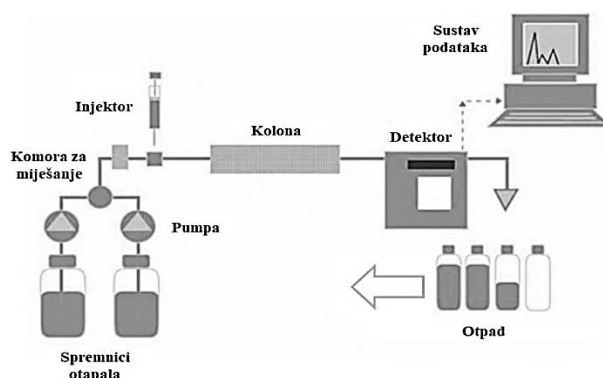 Sustav
podataka
Injektor
Kolona
Detektor
Komora za
miješanje
Pumpa
Otpad
Spremnici
otapala